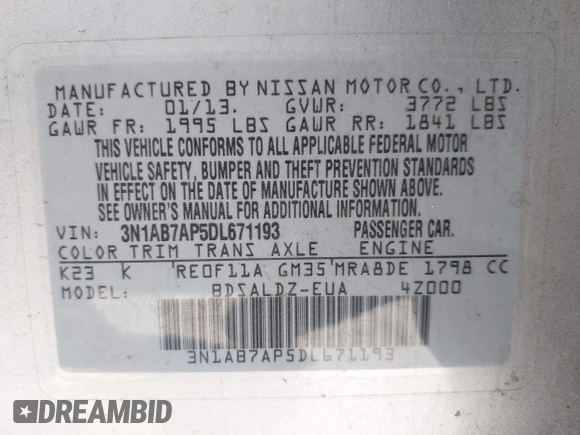 MANUFACTURED BY NISSAN MOTOR CO., LTD.
DATE: 01/13. GVWR: 3772 LBS
GAWR FR: 1995 LBS GAWR RR: 1841 LBS
THIS VEHICLE CONFORMS TO ALL APPLICABLE FEDERAL MOTOR
VEHICLE SAFETY, BUMPER AND THEFT PREVENTION STANDARDS
IN EFFECT ON THE DATE OF MANUFACTURE SHOWN ABOVE.
SEE OWNER'S MANUAL FOR ADDITIONAL INFORMATION.
VIN: 3N1AB7AP5DL671193 PASSENGER CAR.
COLOR TRIM TRANS AXLE ENGINE
K23 K RE0F11A GM35 MRA8DE 1798 CC
MODEL: BDSALDZ-EUA 4Z000
3N1AB7AP5DL671193
DREAMBID